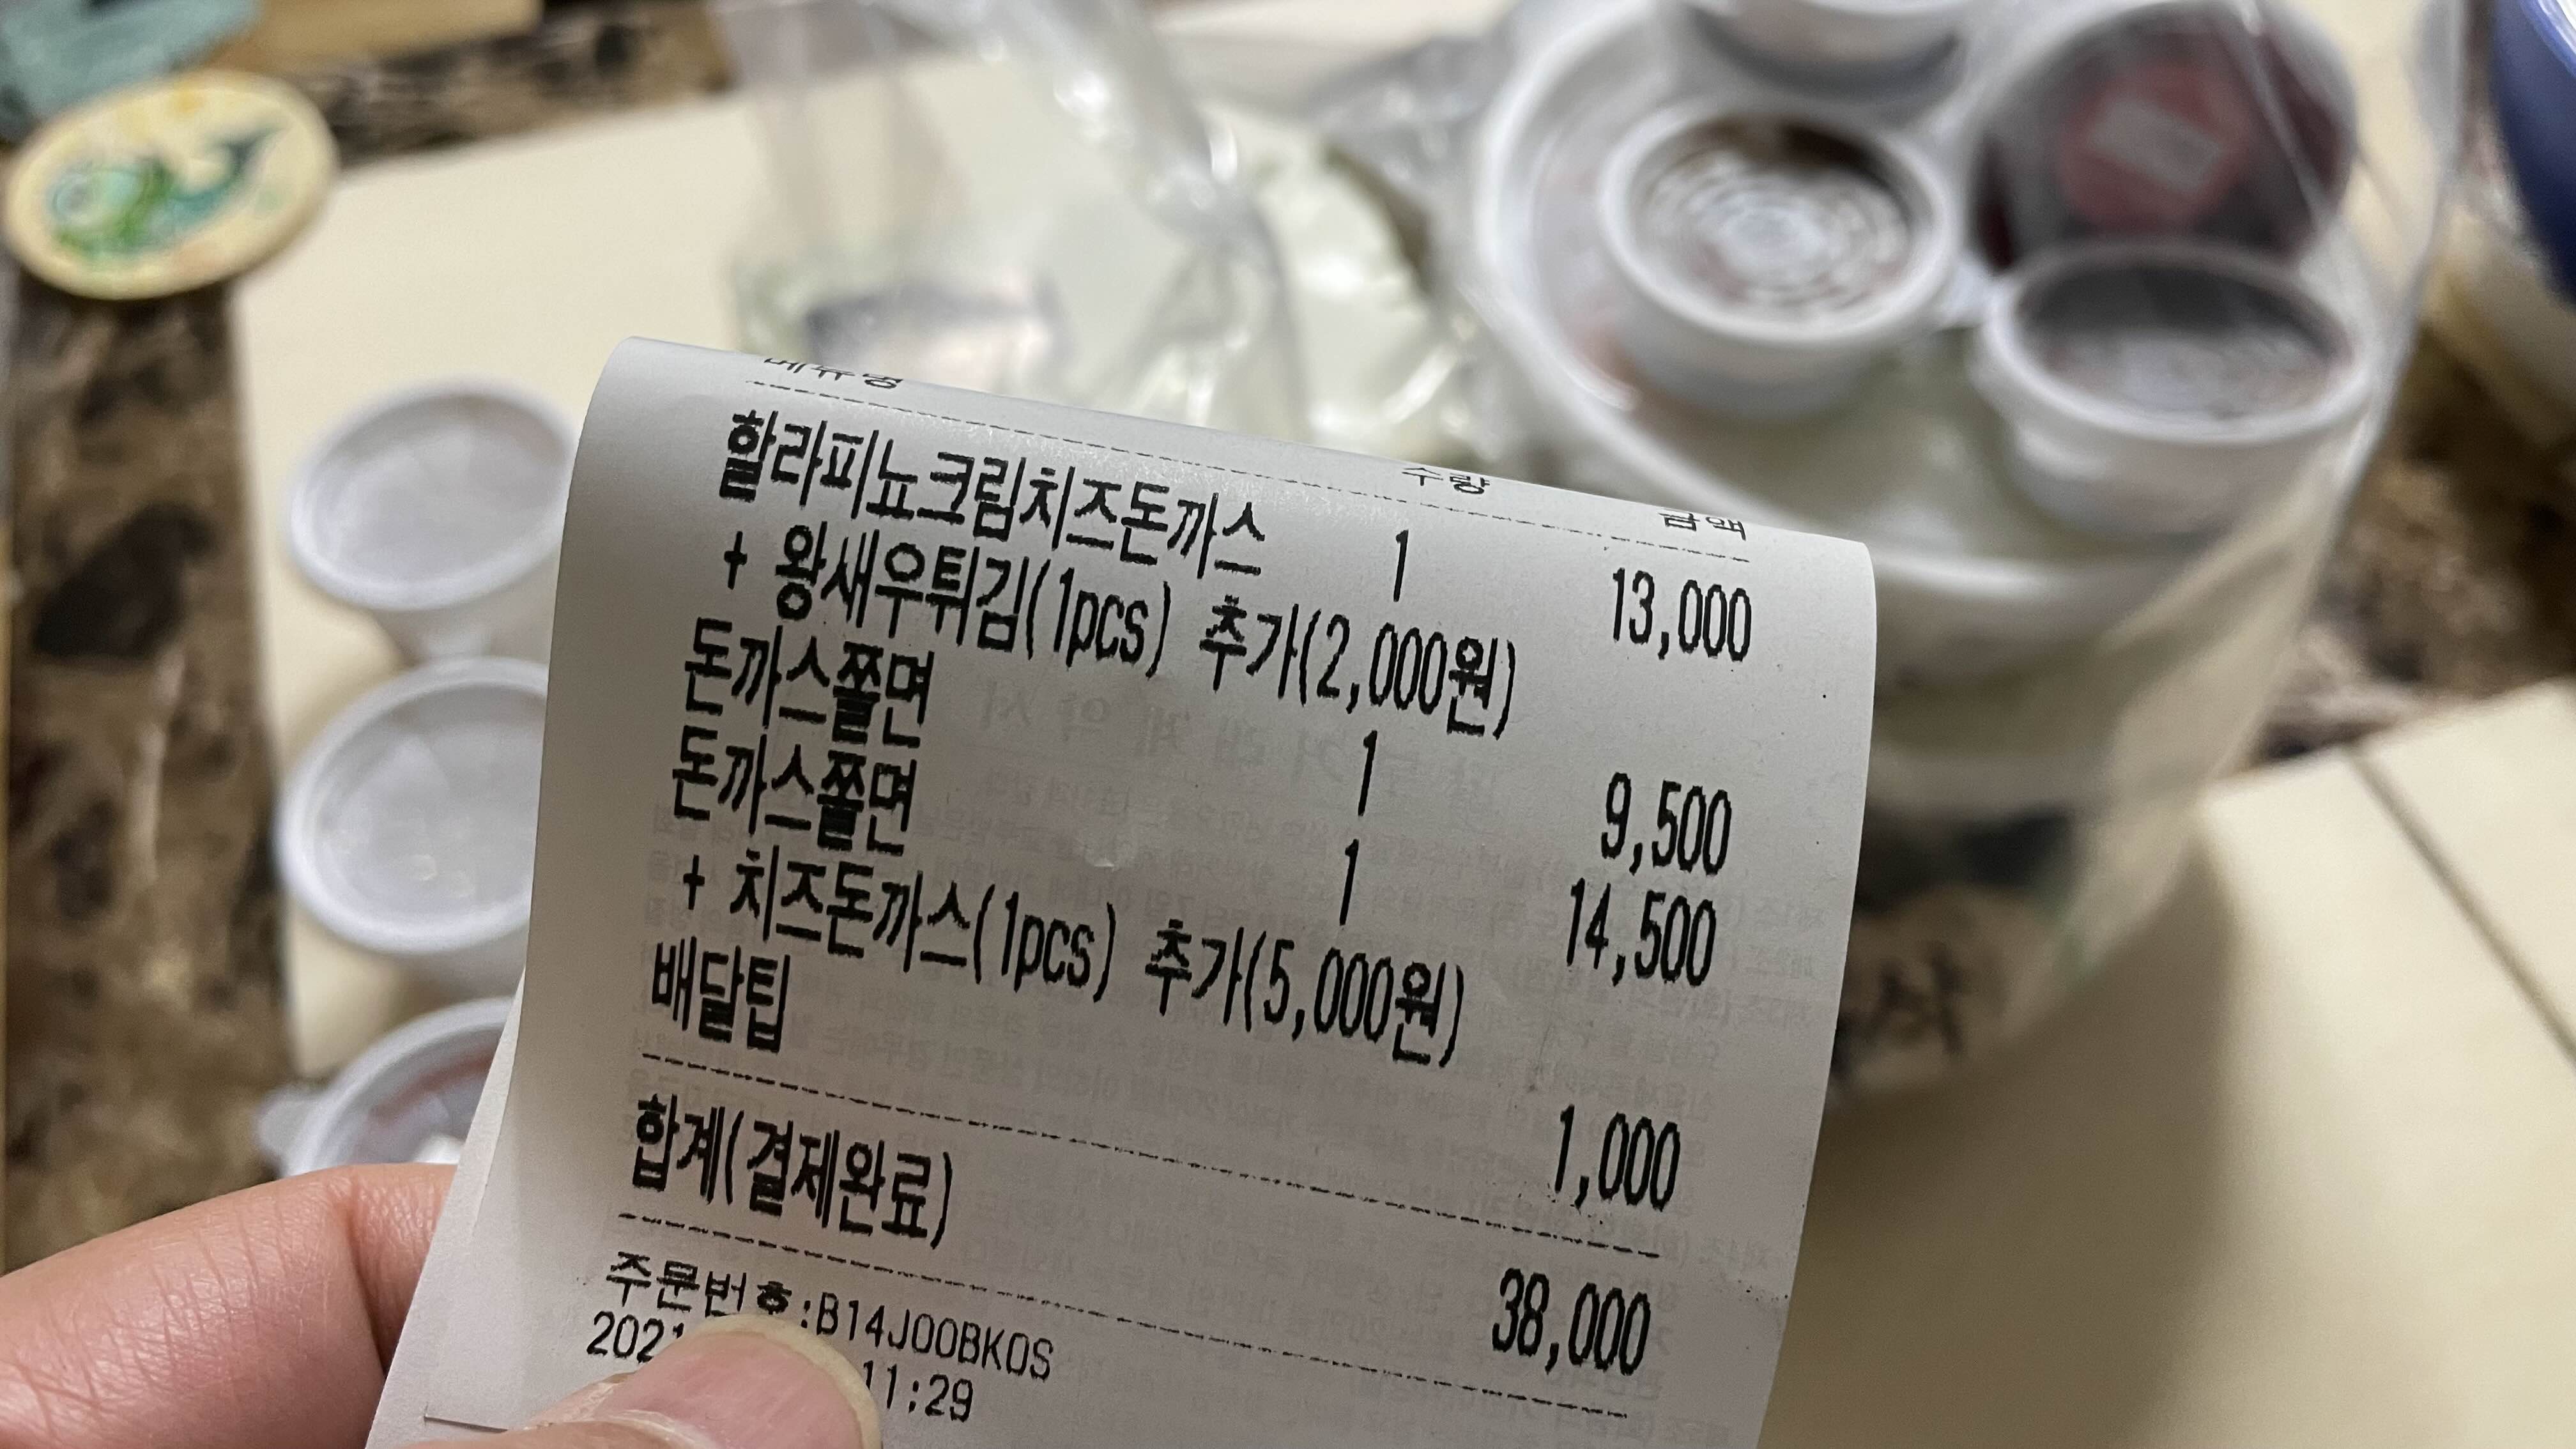 메뉴명 수량 금액
할라피뇨크림치즈돈까스 1 13,000
+ 왕새우튀김(1pcs) 추가(2,000원)
돈까스쫄면 1 9,500
돈까스쫄면 1 14,500
+ 치즈돈까스(1pcs) 추가(5,000원)
배달팁 1,000
합계(결제완료) 38,000
주문번호:B14J00BK0S
2021 11:29